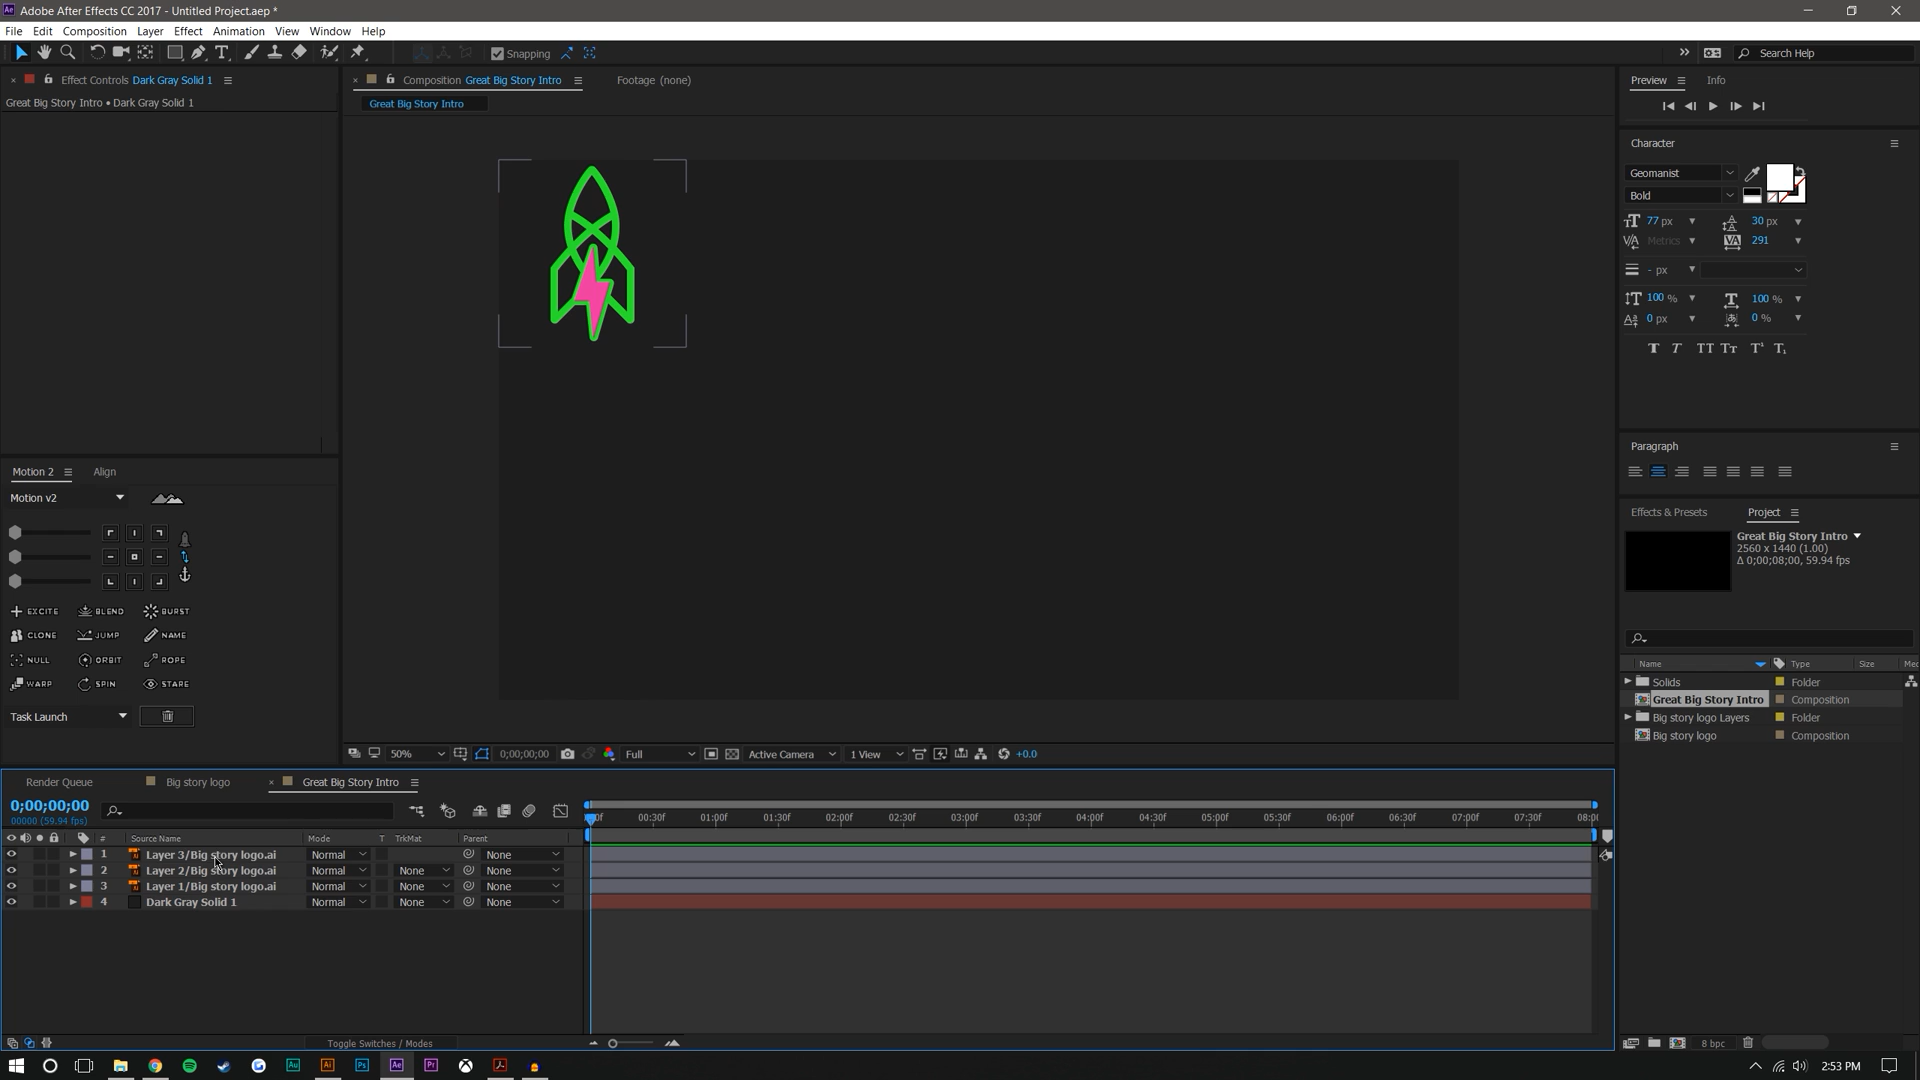 Adobe After Effects CC 2017 - Untitled Project.aep *
File Edit Composition Layer Effect Animation View Window Help
Snapping
Search Help
Effect Controls Dark Gray Solid 1
Great Big Story Intro • Dark Gray Solid 1
Composition Great Big Story Intro
Footage (none)
Great Big Story Intro
Preview
Info
Character
Geomanist
Bold
77 px
30 px
Metrics
291
- px
100 %
100 %
0 px
0 %
Paragraph
Motion 2
Align
Motion v2
EXCITE BLEND BURST
CLONE JUMP NAME
NULL ORBIT ROPE
WARP SPIN STARE
Task Launch
Effects & Presets
Project
Great Big Story Intro
2560 x 1440 (1.00)
Δ 0;00;08;00, 59.94 fps
Name Type Size
Solids Folder
Great Big Story Intro Composition
Big story logo Layers Folder
Big story logo Composition
8 bpc
50%
0;00;00;00
Full
Active Camera
1 View
+0.0
Render Queue
Big story logo
Great Big Story Intro
0;00;00;00
00000 (59.94 fps)
00:30f 01:00f 01:30f 02:00f 02:30f 03:00f 03:30f 04:00f 04:30f 05:00f 05:30f 06:00f 06:30f 07:00f 07:30f
# Source Name Mode T TrkMat Parent
1 Layer 3/Big story logo.ai Normal None
2 Layer 2/Big story logo.ai Normal None None
3 Layer 1/Big story logo.ai Normal None None
4 Dark Gray Solid 1 Normal None None
Toggle Switches / Modes
2:53 PM